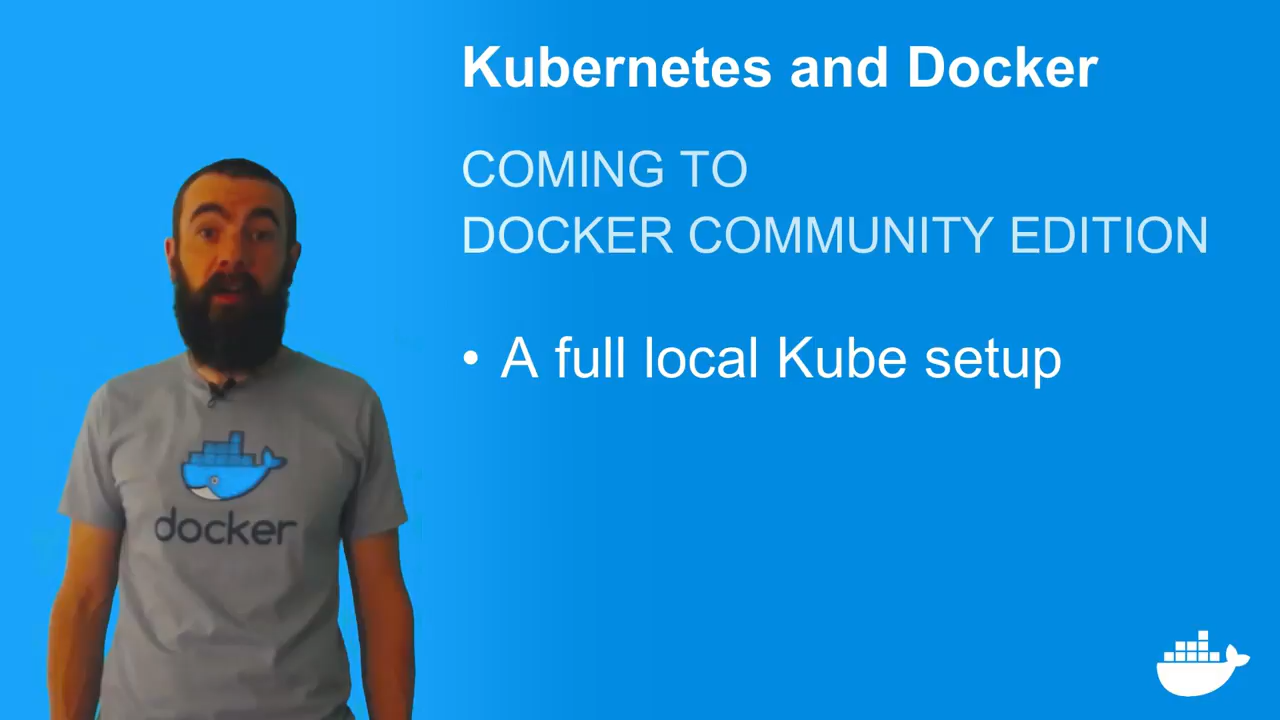 Kubernetes and Docker
COMING TO
DOCKER COMMUNITY EDITION
• A full local Kube setup
docker